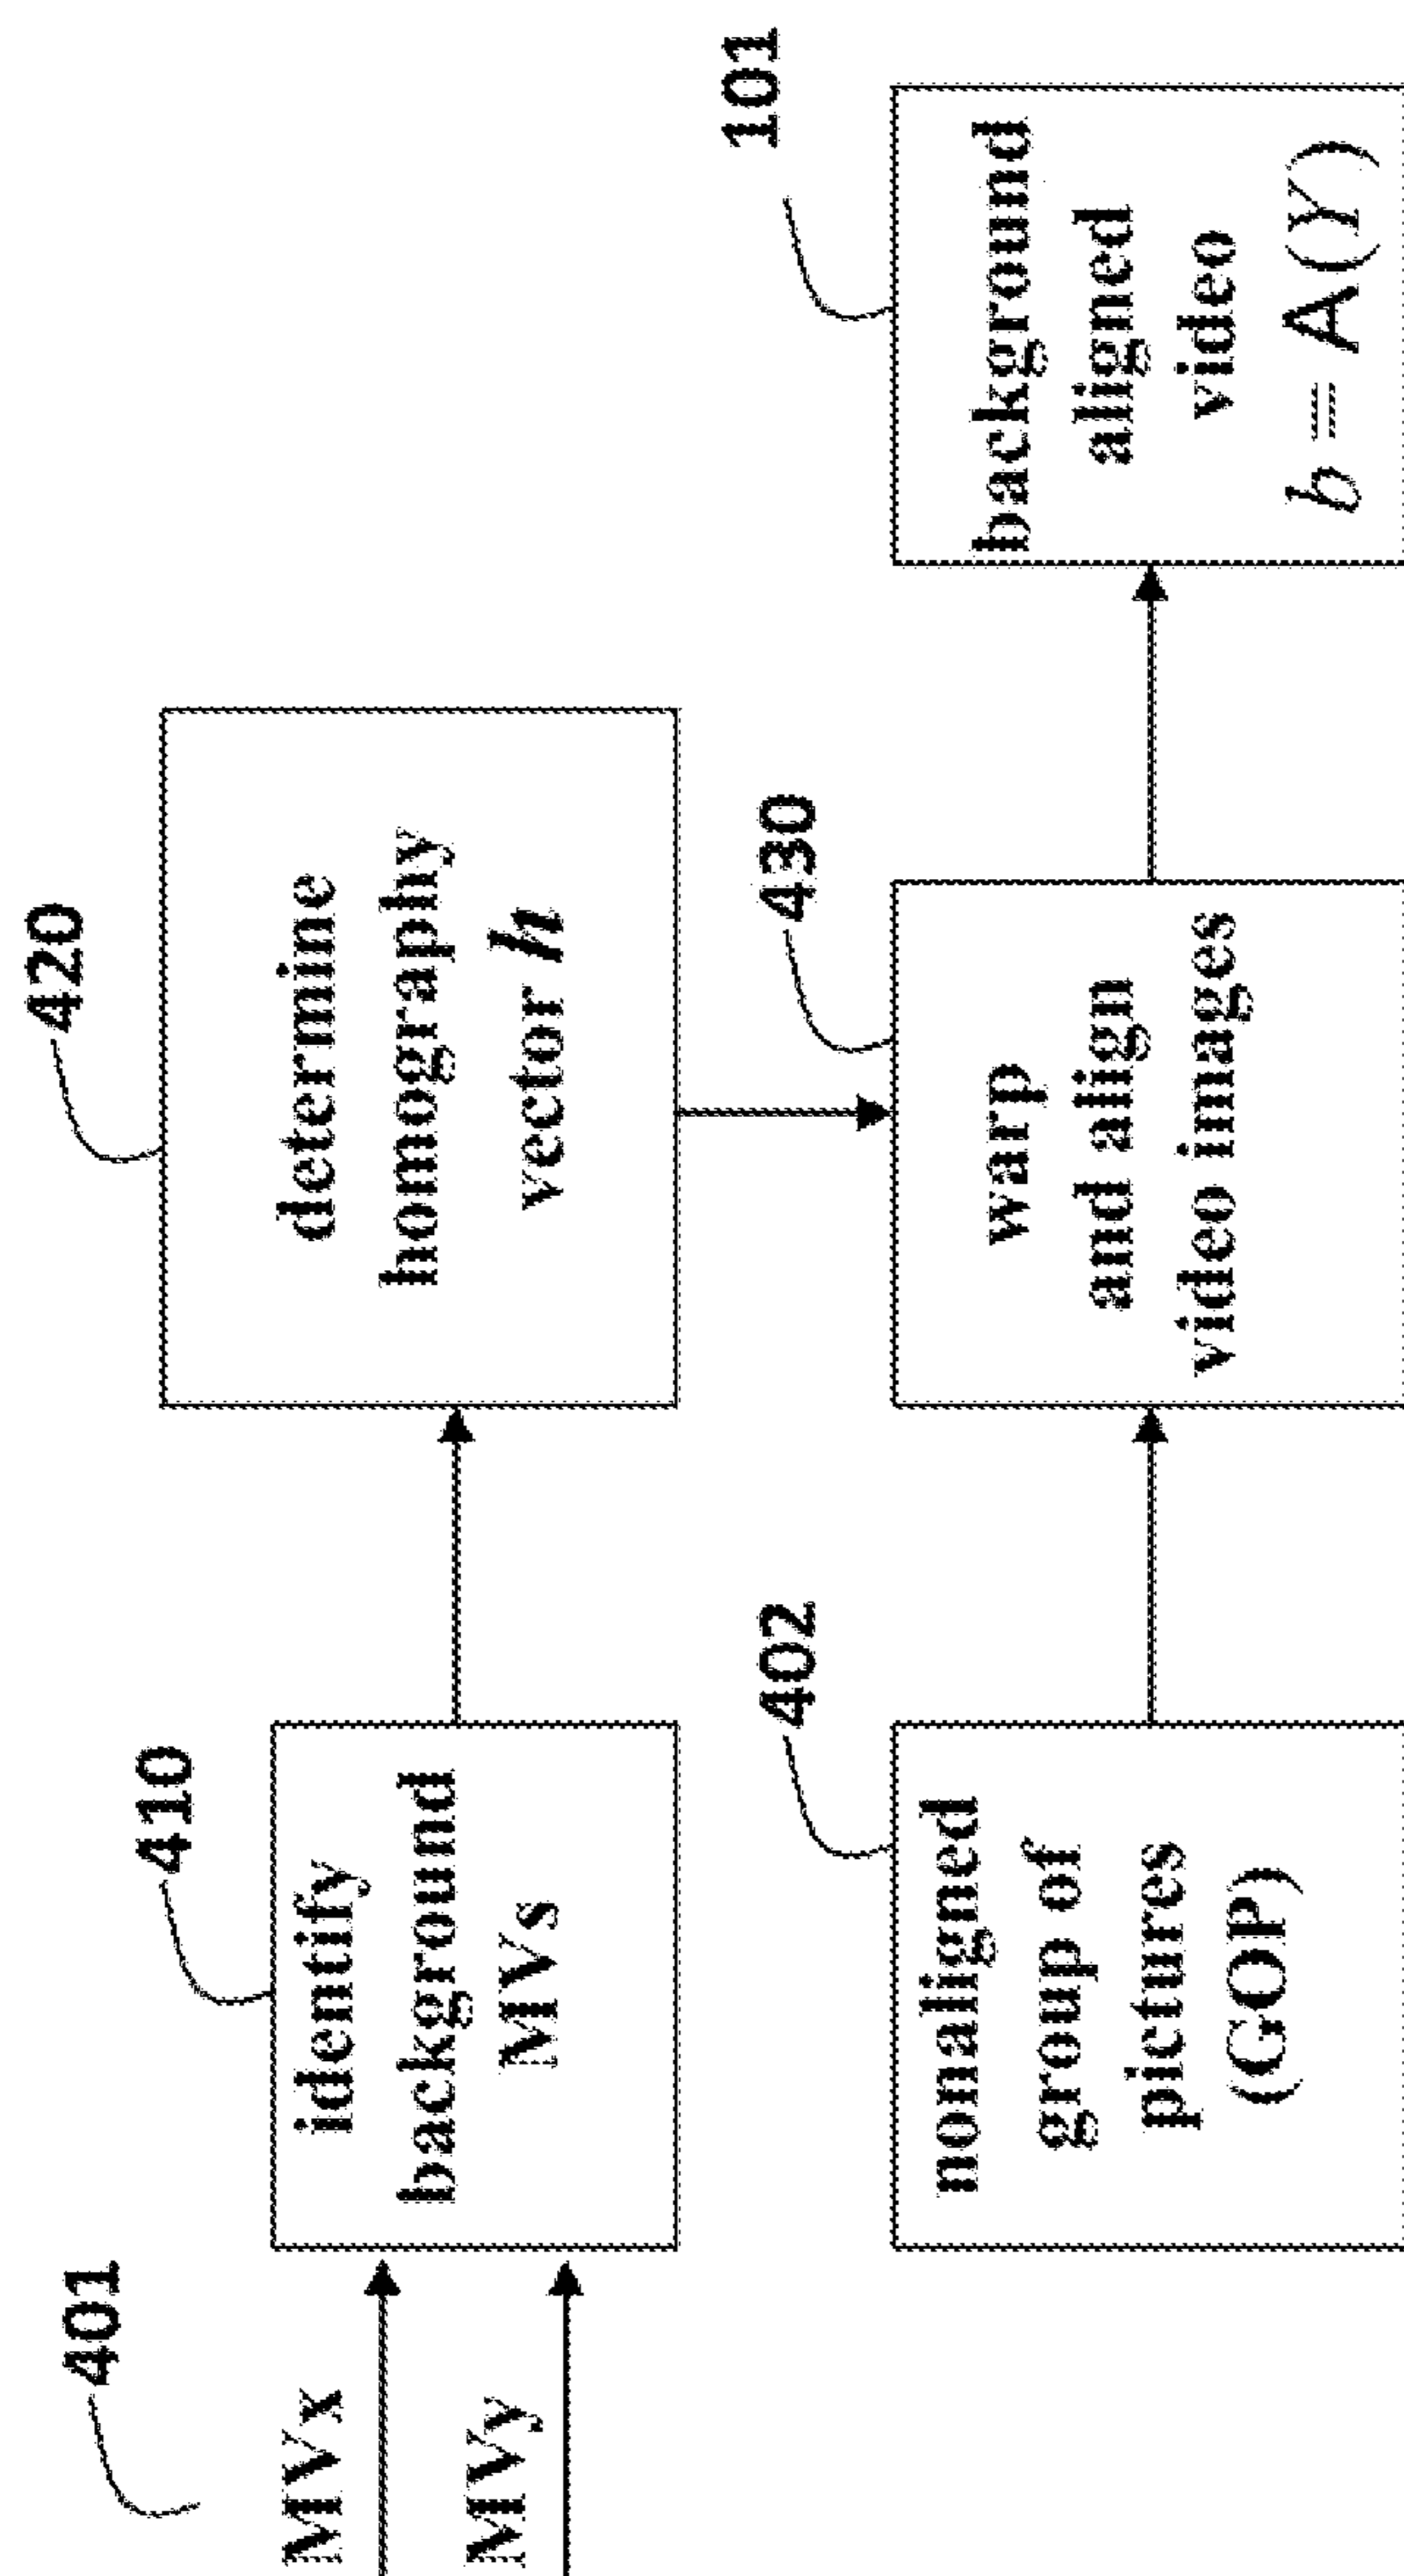 401
MVx
MVy
410
identify
background
MVs
420
determine
homography
vector h
402
nonaligned
group of
pictures
(GOP)
430
warp
and align
video images
101
background
aligned
video
b = A(Y)